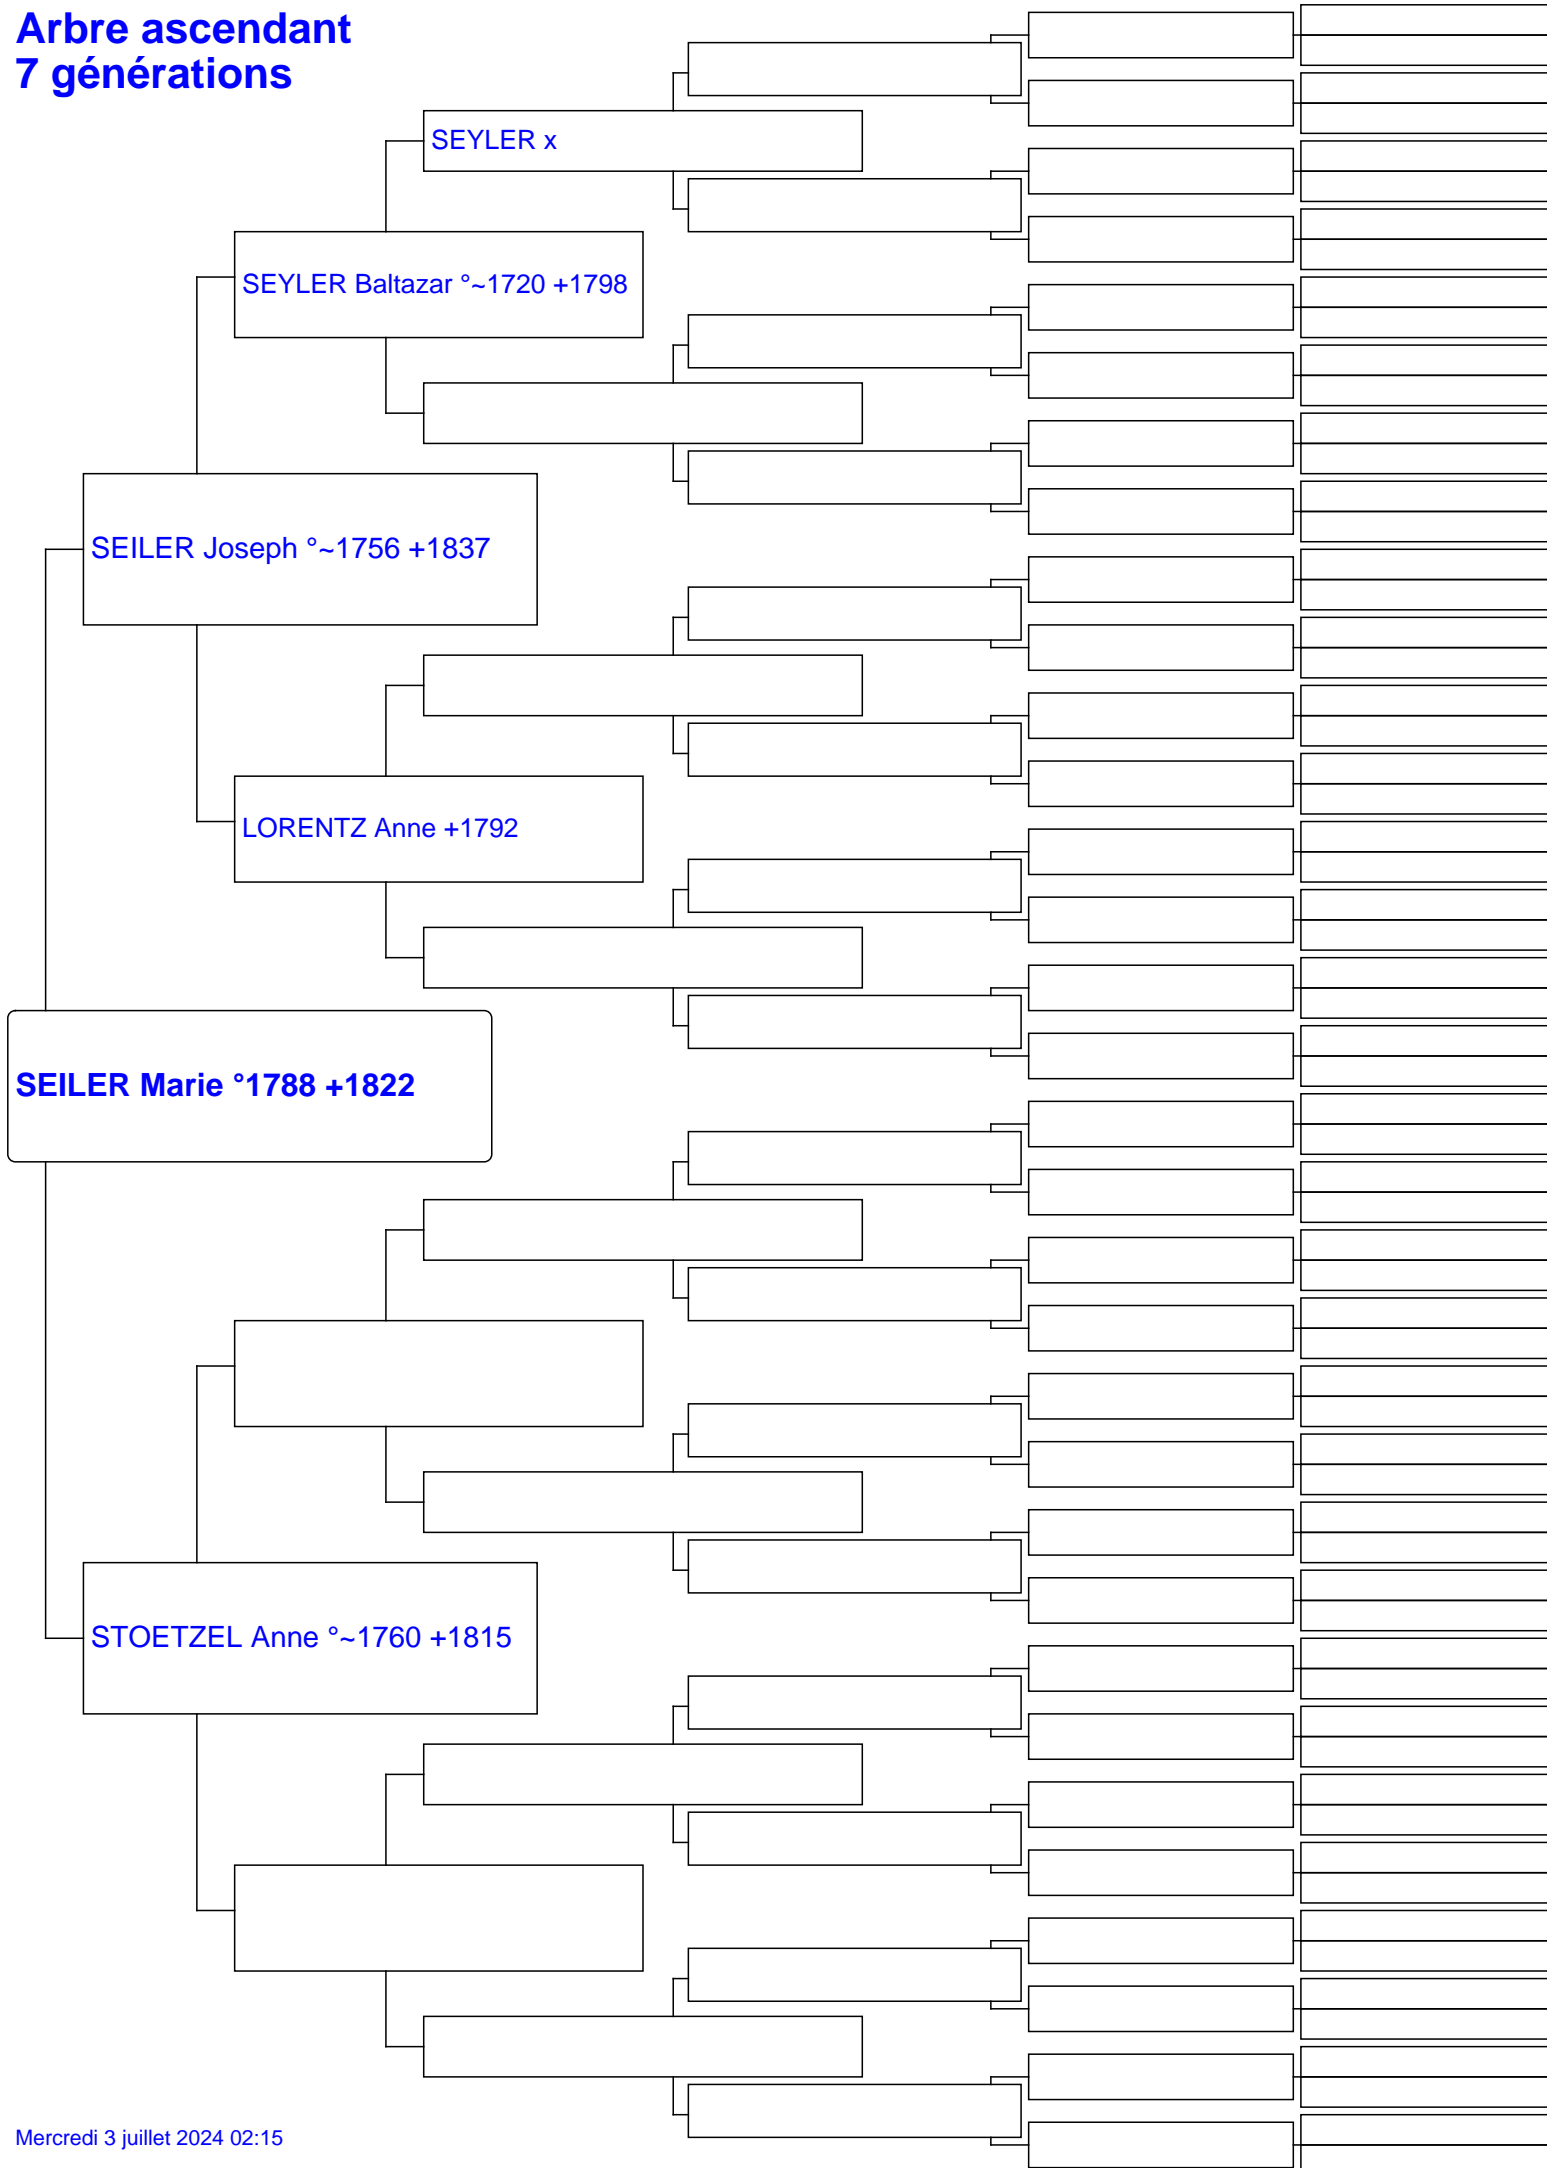 Arbre ascendant
7 générations
SEYLER x
SEYLER Baltazar °~1720 +1798
SEILER Joseph °~1756 +1837
LORENTZ Anne +1792
SEILER Marie °1788 +1822
STOETZEL Anne °~1760 +1815
Mercredi 3 juillet 2024 02:15